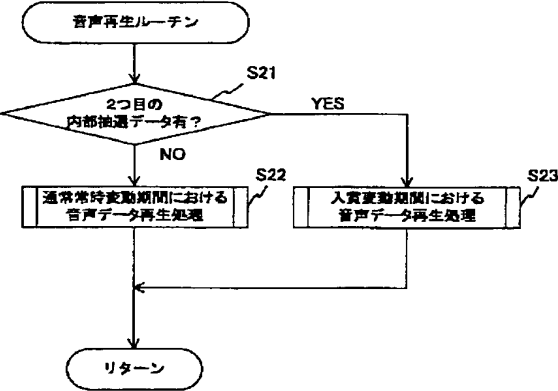 音声再生ルーチン
S21
2つ目の
内部抽選データ有?
YES
NO
S22
通常常時変動期間における
音声データ再生処理
S23
入賞変動期間における
音声データ再生処理
リターン